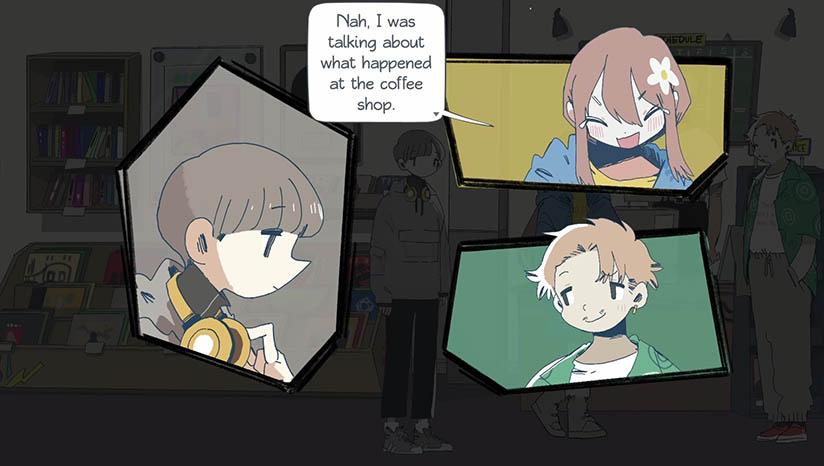 Nah, I was
talking about
what happened
at the coffee
shop.
SCHEDULE